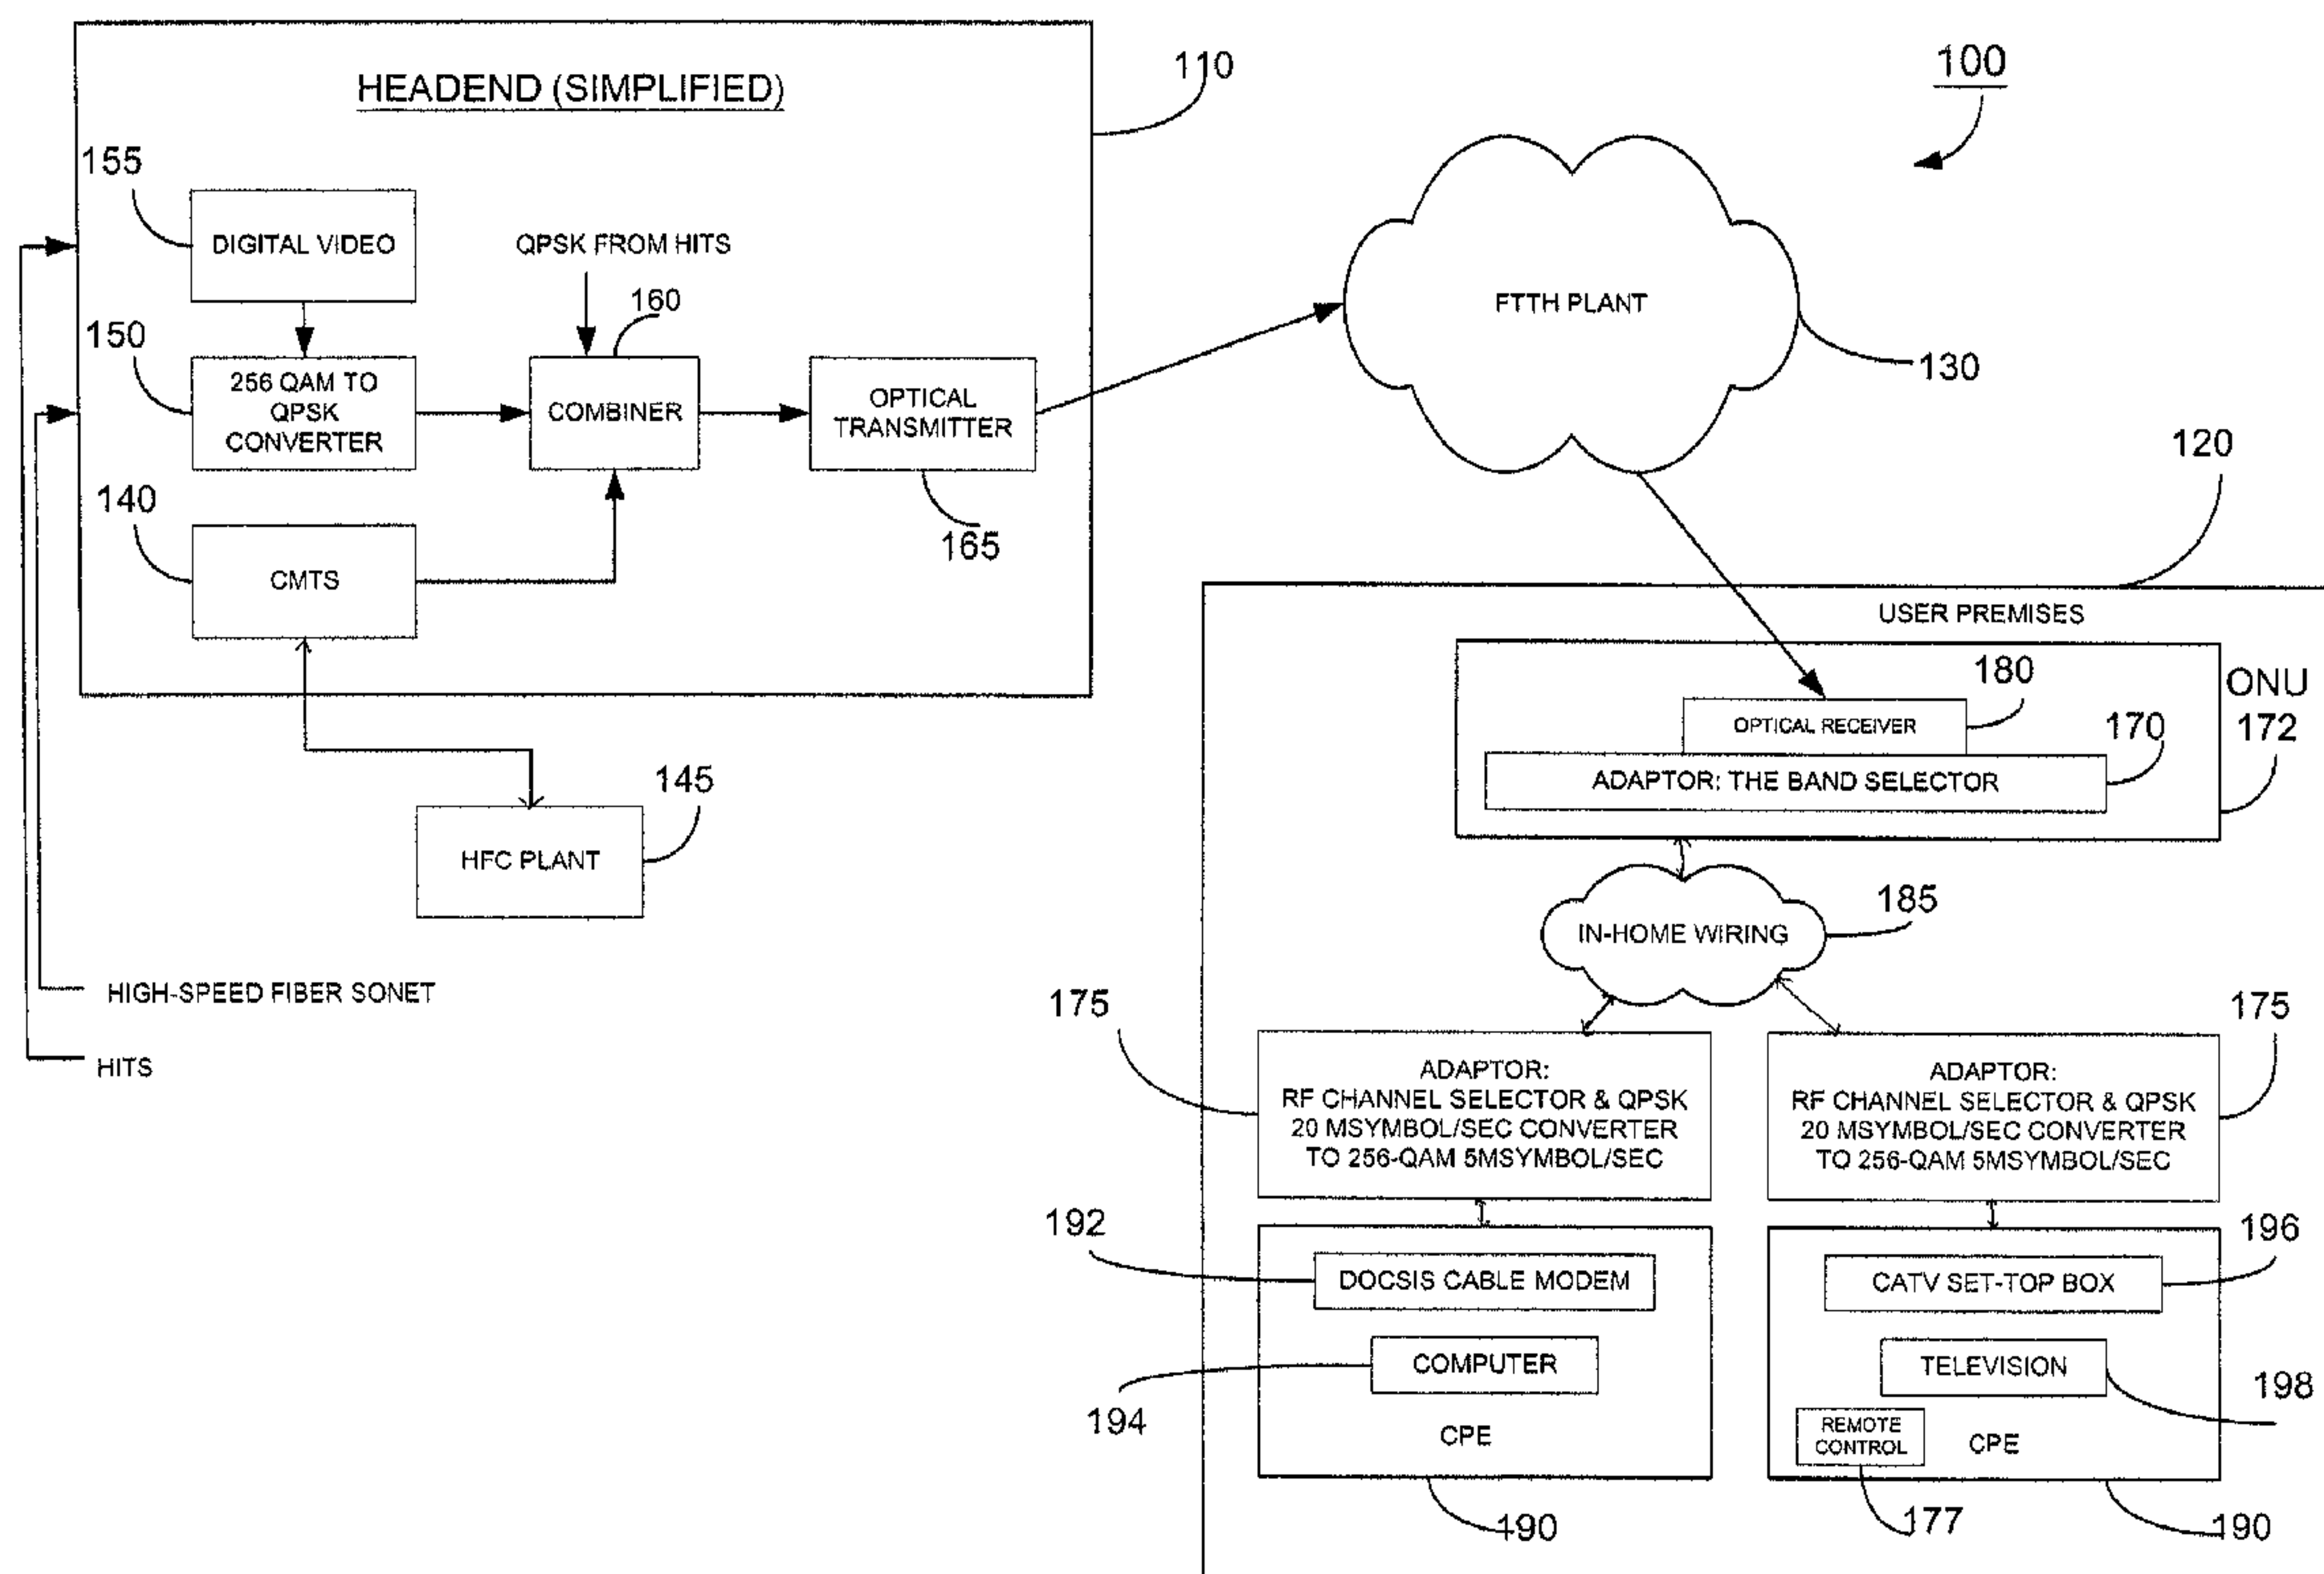 HEADEND (SIMPLIFIED)
110
100
155
DIGITAL VIDEO
QPSK FROM HITS
160
150
256 QAM TO
QPSK
CONVERTER
COMBINER
OPTICAL
TRANSMITTER
165
140
CMTS
FTTH PLANT
130
120
145
HFC PLANT
HIGH-SPEED FIBER SONET
HITS
USER PREMISES
180
OPTICAL RECEIVER
170
ADAPTOR: THE BAND SELECTOR
ONU
172
185
IN-HOME WIRING
175
ADAPTOR:
RF CHANNEL SELECTOR & QPSK
20 MSYMBOL/SEC CONVERTER
TO 256-QAM 5MSYMBOL/SEC
175
ADAPTOR:
RF CHANNEL SELECTOR & QPSK
20 MSYMBOL/SEC CONVERTER
TO 256-QAM 5MSYMBOL/SEC
192
DOCSIS CABLE MODEM
COMPUTER
194
CPE
190
196
CATV SET-TOP BOX
TELEVISION
198
REMOTE
CONTROL
CPE
177
190